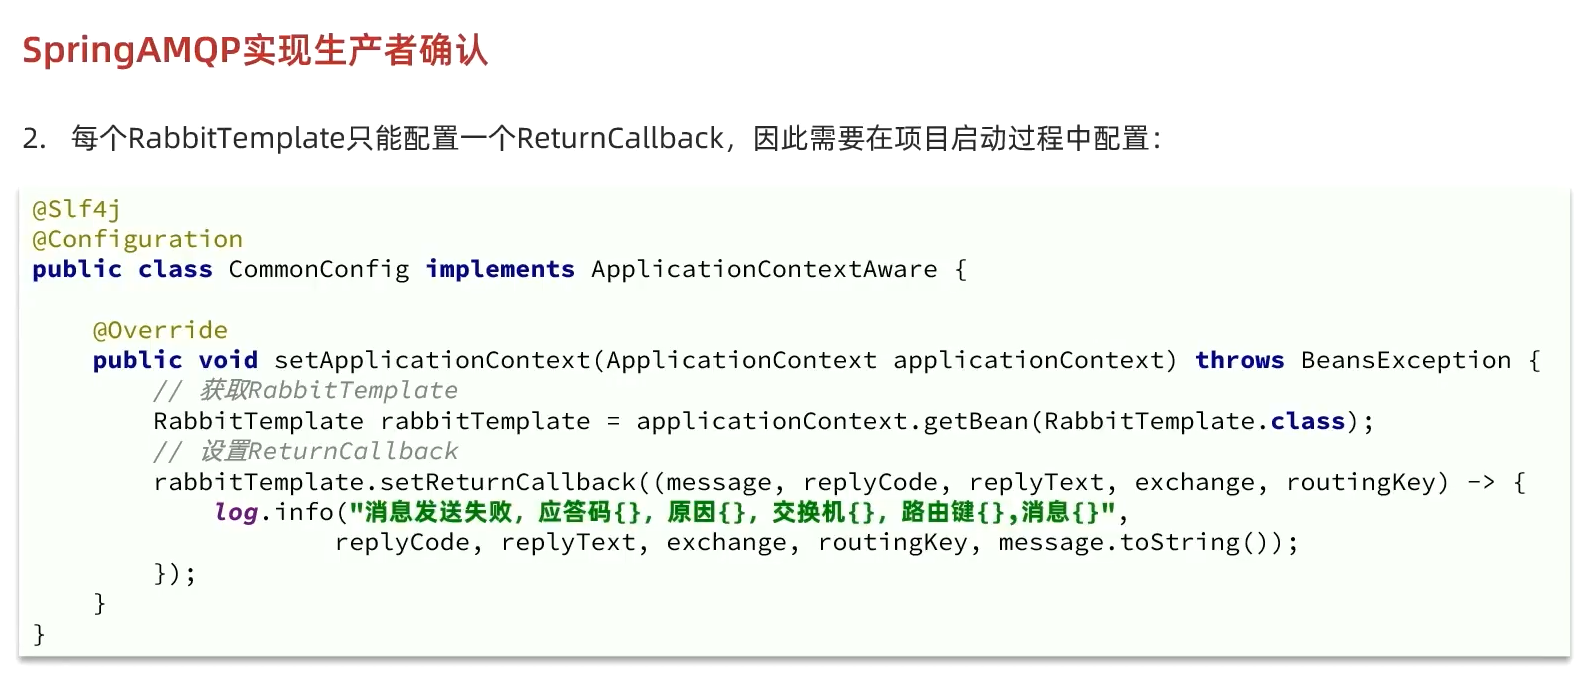 SpringAMQP实现生产者确认
2. 每个RabbitTemplate只能配置一个ReturnCallback，因此需要在项目启动过程中配置：
@Slf4j
@Configuration
public class CommonConfig implements ApplicationContextAware {
@Override
public void setApplicationContext(ApplicationContext applicationContext) throws BeansException {
// 获取RabbitTemplate
RabbitTemplate rabbitTemplate = applicationContext.getBean(RabbitTemplate.class);
// 设置ReturnCallback
rabbitTemplate.setReturnCallback((message, replyCode, replyText, exchange, routingKey) -> {
log.info("消息发送失败，应答码{}，原因{}，交换机{}，路由键{},消息{}",
replyCode, replyText, exchange, routingKey, message.toString());
});
}
}